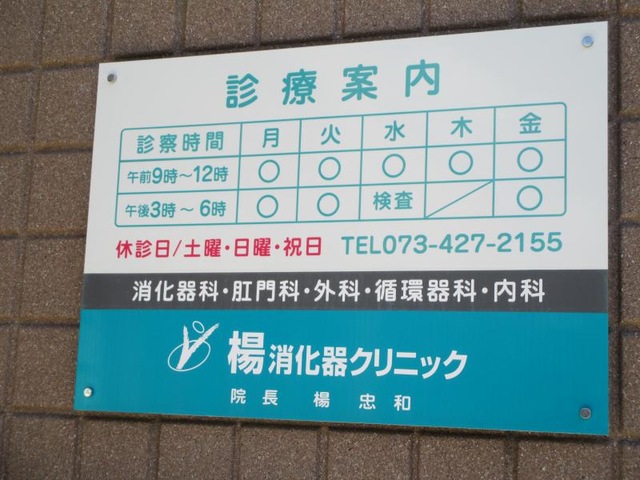 診療案内
診察時間 月 火 水 木 金
午前9時〜12時 ○ ○ ○ ○ ○
午後3時〜6時 ○ ○ 検査 ／ ○
休診日/土曜・日曜・祝日 TEL073-427-2155
消化器科・肛門科・外科・循環器科・内科
楊消化器クリニック
院長 楊 忠和